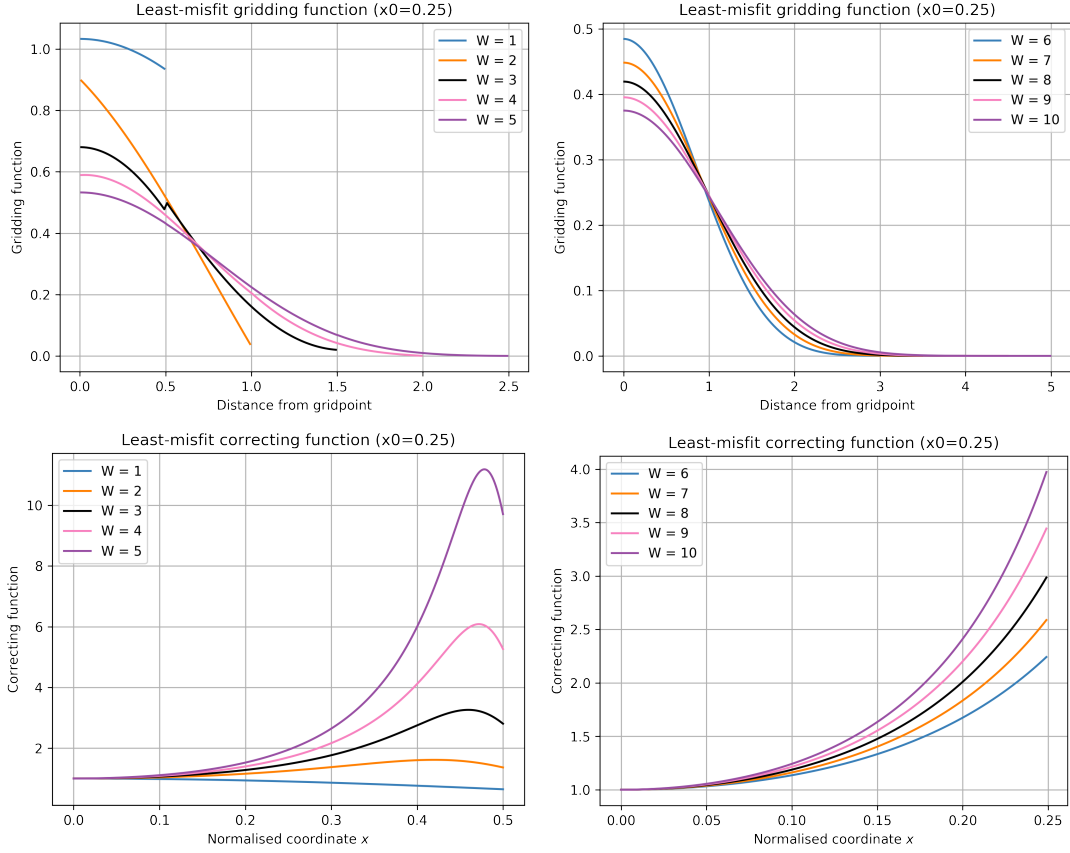 Least-misfit gridding function (x0=0.25)
Gridding function
1.0
0.8
0.6
0.4
0.2
0.0
W = 1
W = 2
W = 3
W = 4
W = 5
0.0 0.5 1.0 1.5 2.0 2.5
Distance from gridpoint
Least-misfit gridding function (x0=0.25)
Gridding function
0.5
0.4
0.3
0.2
0.1
0.0
W = 6
W = 7
W = 8
W = 9
W = 10
0 1 2 3 4 5
Distance from gridpoint
Least-misfit correcting function (x0=0.25)
Correcting function
10
8
6
4
2
W = 1
W = 2
W = 3
W = 4
W = 5
0.0 0.1 0.2 0.3 0.4 0.5
Normalised coordinate x
Least-misfit correcting function (x0=0.25)
Correcting function
4.0
3.5
3.0
2.5
2.0
1.5
1.0
W = 6
W = 7
W = 8
W = 9
W = 10
0.00 0.05 0.10 0.15 0.20 0.25
Normalised coordinate x